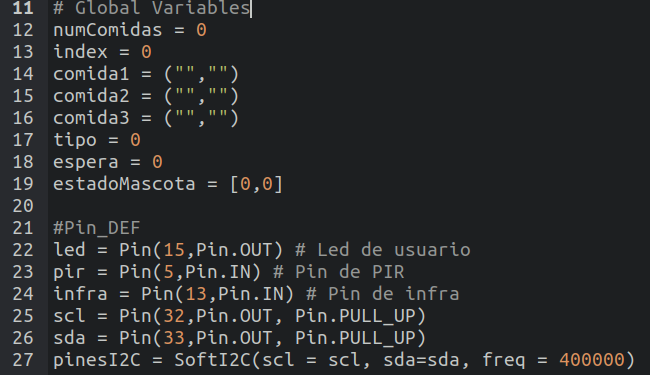 11 # Global Variables
12 numComidas = 0
13 index = 0
14 comida1 = ("","")
15 comida2 = ("","")
16 comida3 = ("","")
17 tipo = 0
18 espera = 0
19 estadoMascota = [0,0]
20
21 #Pin_DEF
22 led = Pin(15,Pin.OUT) # Led de usuario
23 pir = Pin(5,Pin.IN) # Pin de PIR
24 infra = Pin(13,Pin.IN) # Pin de infra
25 scl = Pin(32,Pin.OUT, Pin.PULL_UP)
26 sda = Pin(33,Pin.OUT, Pin.PULL_UP)
27 pinesI2C = SoftI2C(scl = scl, sda=sda, freq = 400000)